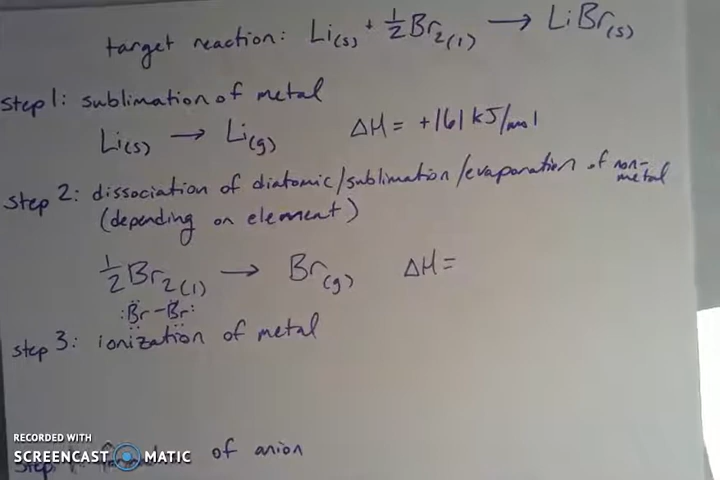 target reaction: Li(s) + ½Br₂(l) → LiBr(s)
step 1: sublimation of metal
Li(s) → Li(g) ΔH = +161 kJ/mol
step 2: dissociation of diatomic/sublimation/evaporation of non-metal
(depending on element)
½Br₂(l) → Br(g) ΔH =
:Br-Br:
step 3: ionization of metal
of anion
RECORDED WITH
SCREENCAST MATIC